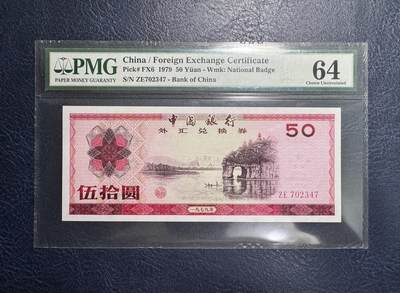 PMG
PAPER MONEY GUARANTY
China / Foreign Exchange Certificate
Pick# FX6 1979 50 Yüan - Wmk: National Badge
S/N ZE702347 - Bank of China
64
Choice Uncirculated
中国银行
外汇兑换券
50
伍拾圆
ZE 702347
一九七九年